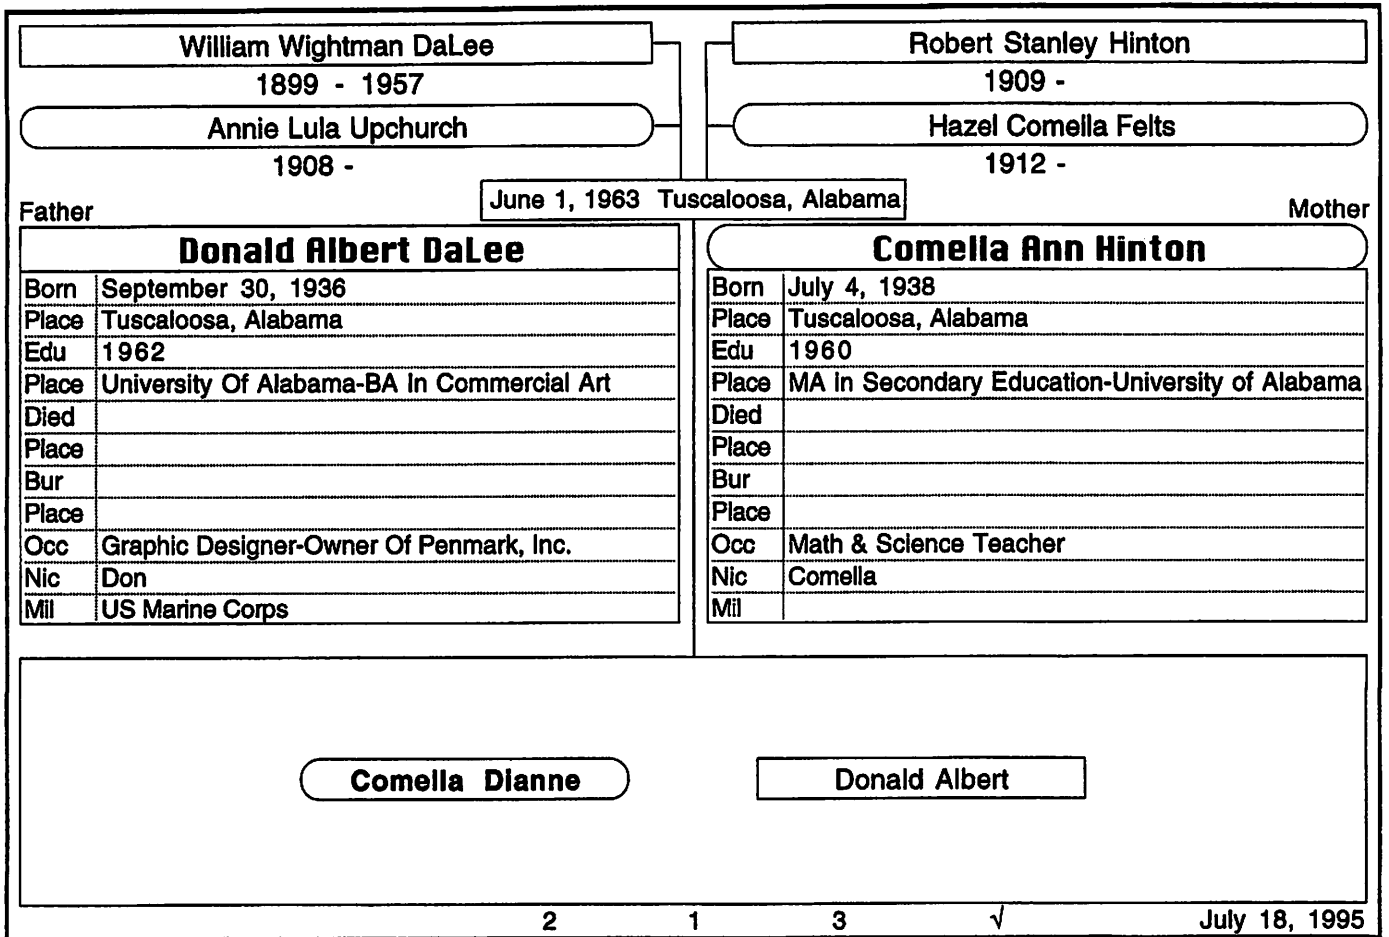 William Wightman DaLee
1899 - 1957
Annie Lula Upchurch
1908 -
Robert Stanley Hinton
1909 -
Hazel Comella Felts
1912 -
June 1, 1963 Tuscaloosa, Alabama
Father
Mother
Donald Albert DaLee
Born September 30, 1936
Place Tuscaloosa, Alabama
Edu 1962
Place University Of Alabama-BA In Commercial Art
Died
Place
Bur
Place
Occ Graphic Designer-Owner Of Penmark, Inc.
Nic Don
Mil US Marine Corps
Comella Ann Hinton
Born July 4, 1938
Place Tuscaloosa, Alabama
Edu 1960
Place MA in Secondary Education-University of Alabama
Died
Place
Bur
Place
Occ Math & Science Teacher
Nic Comella
Mil
Comella Dianne
Donald Albert
2 1 3 √ July 18, 1995